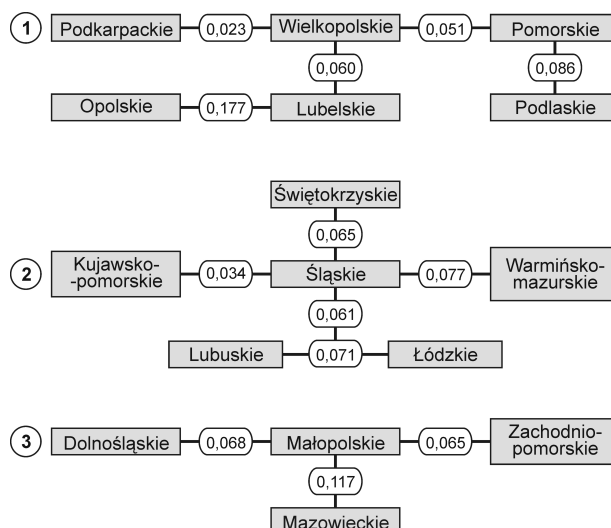 1 Podkarpackie 0,023 Wielkopolskie 0,051 Pomorskie
0,060 0,086
Opolskie 0,177 Lubelskie Podlaskie
Świętokrzyskie
0,065
2 Kujawsko-
-pomorskie 0,034 Śląskie 0,077 Warmińsko-
mazurskie
0,061
Lubuskie 0,071 Łódzkie
3 Dolnośląskie 0,068 Małopolskie 0,065 Zachodnio-
pomorskie
0,117
Mazowieckie